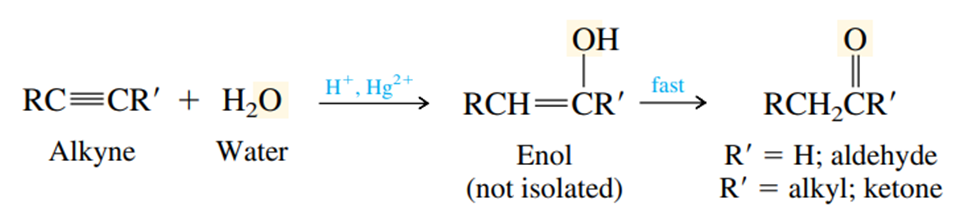 OH
O
RC≡CR′ + H₂O
H⁺, Hg²⁺
RCH=CR′
fast
RCH₂CR′
Alkyne
Water
Enol
(not isolated)
R′ = H; aldehyde
R′ = alkyl; ketone